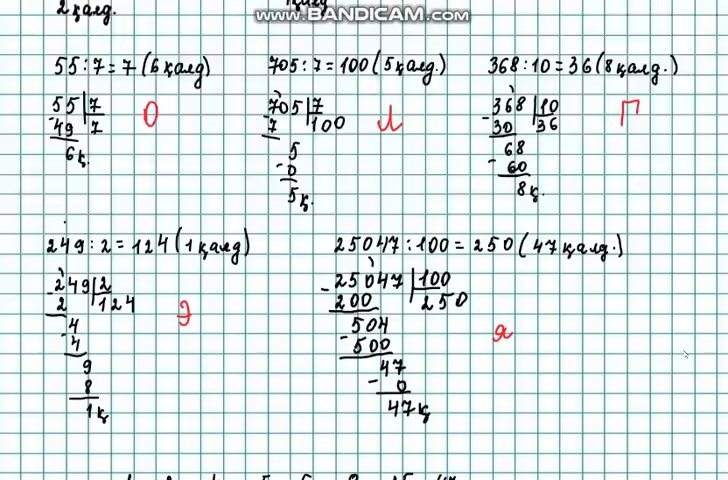 WWW.BANDICAM.COM
2 қалд.
қалд
55 : 7 = 7 (6 қалд)
705 : 7 = 100 (5 қалд.)
368 : 10 = 36 (8 қалд.)
55 7
-49 7
6 қ.
О
705 7
-7 100
5
-0
5 қ.
Л
368 10
-30 36
68
-60
8 қ.
П
249 : 2 = 124 (1 қалд)
25047 : 100 = 250 (47 қалд.)
249 2
-2 124
4
-4
9
8
1 қ
Э
25047 100
-200 250
504
-500
47
-0
47 қ
я